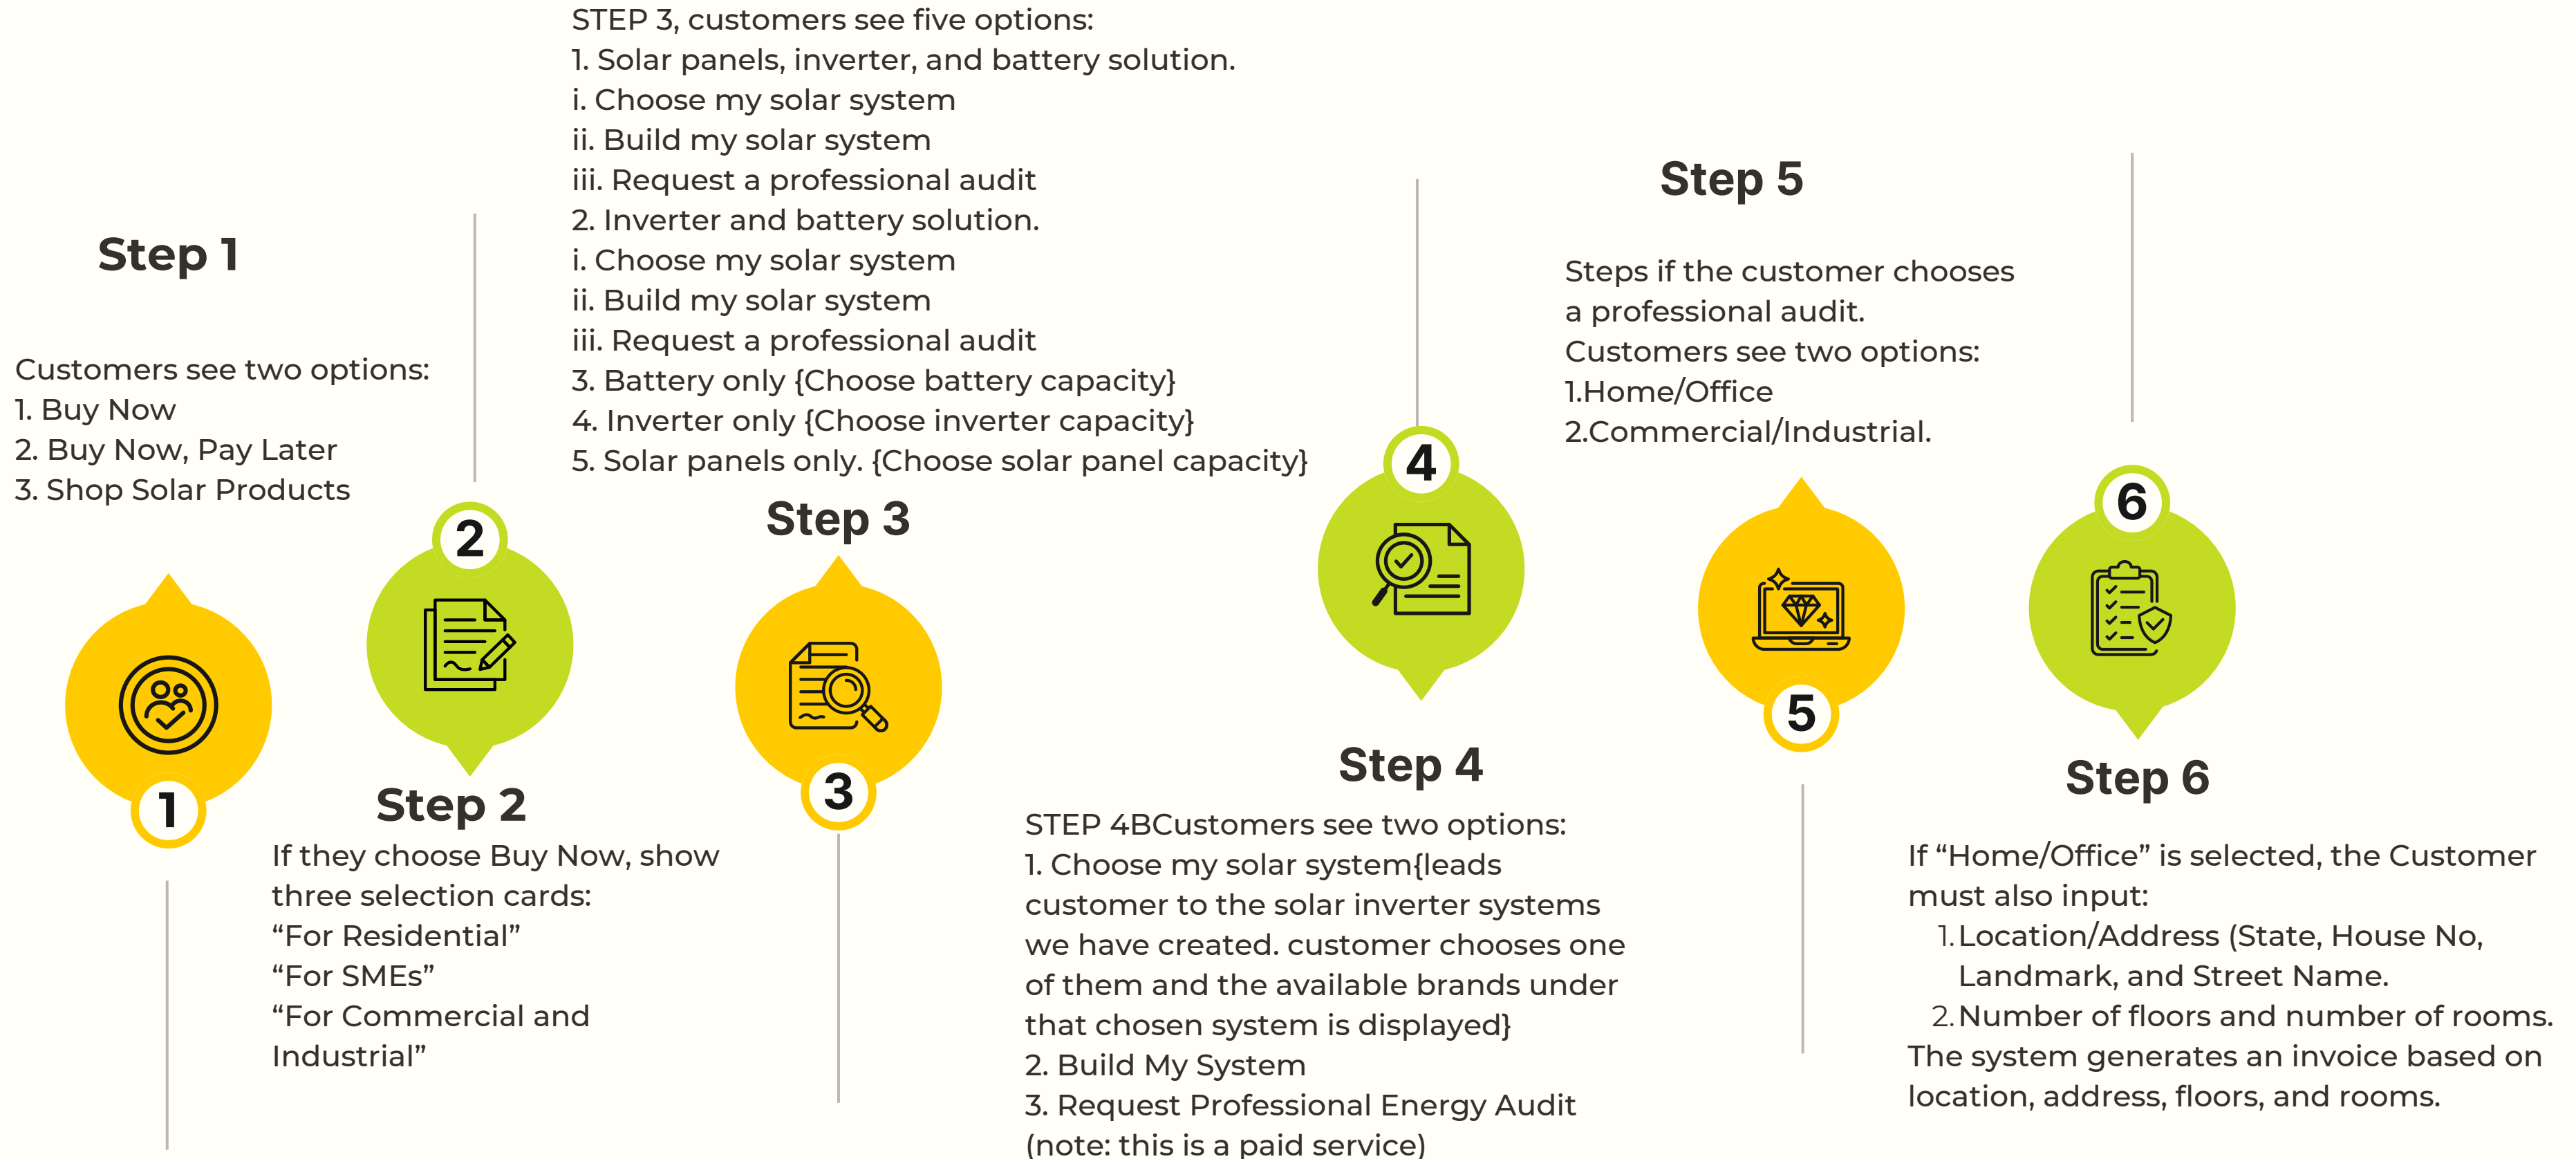 Step 1
Customers see two options:
1. Buy Now
2. Buy Now, Pay Later
3. Shop Solar Products
1
2
Step 2
If they choose Buy Now, show
three selection cards:
“For Residential”
“For SMEs”
“For Commercial and
Industrial”
STEP 3, customers see five options:
1. Solar panels, inverter, and battery solution.
i. Choose my solar system
ii. Build my solar system
iii. Request a professional audit
2. Inverter and battery solution.
i. Choose my solar system
ii. Build my solar system
iii. Request a professional audit
3. Battery only {Choose battery capacity}
4. Inverter only {Choose inverter capacity}
5. Solar panels only. {Choose solar panel capacity}
Step 3
3
4
Step 4
STEP 4BCustomers see two options:
1. Choose my solar system{leads
customer to the solar inverter systems
we have created. customer chooses one
of them and the available brands under
that chosen system is displayed}
2. Build My System
3. Request Professional Energy Audit
(note: this is a paid service)
Step 5
Steps if the customer chooses
a professional audit.
Customers see two options:
1.Home/Office
2.Commercial/Industrial.
5
6
Step 6
If “Home/Office” is selected, the Customer
must also input:
1. Location/Address (State, House No,
Landmark, and Street Name.
2. Number of floors and number of rooms.
The system generates an invoice based on
location, address, floors, and rooms.